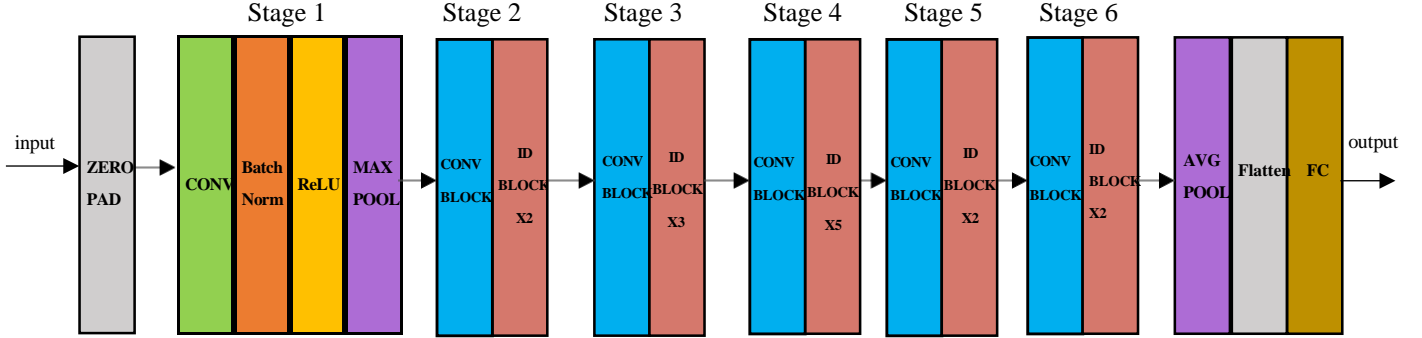 Stage 1
Stage 2
Stage 3
Stage 4
Stage 5
Stage 6
input
ZERO
PAD
CONV
Batch
Norm
ReLU
MAX
POOL
CONV
BLOCK
ID
BLOCK
X2
CONV
BLOCK
ID
BLOCK
X3
CONV
BLOCK
ID
BLOCK
X5
CONV
BLOCK
ID
BLOCK
X2
CONV
BLOCK
ID
BLOCK
X2
AVG
POOL
Flatten
FC
output